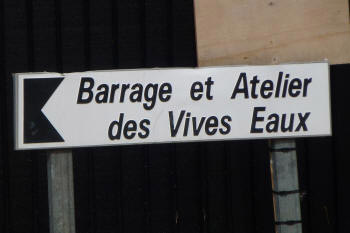 Barrage et Atelier
des Vives Eaux